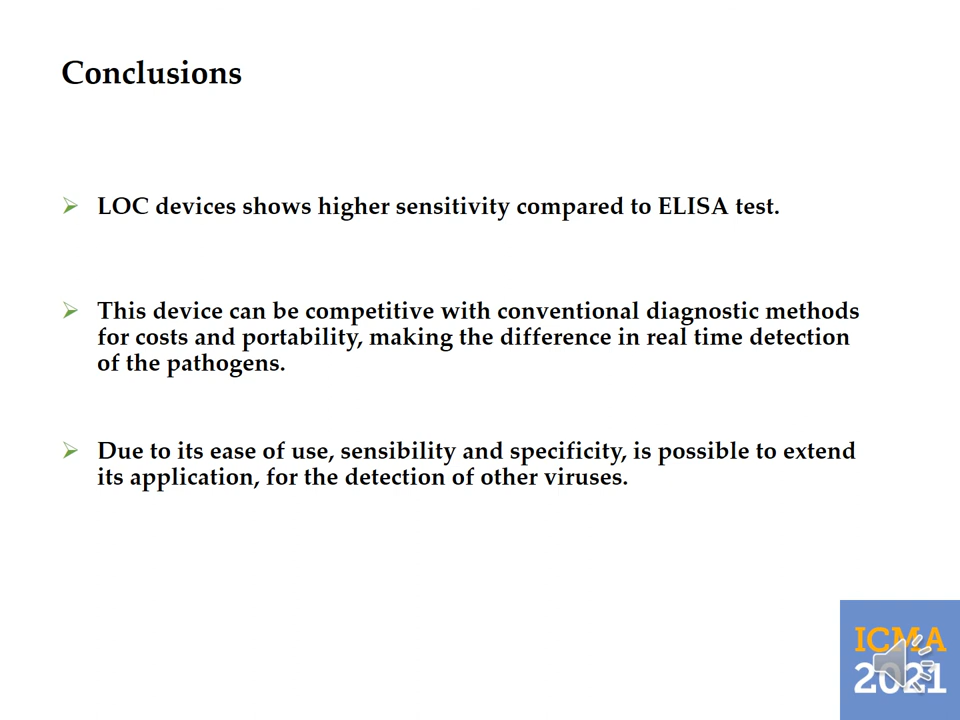 Conclusions
LOC devices shows higher sensitivity compared to ELISA test.
This device can be competitive with conventional diagnostic methods
for costs and portability, making the difference in real time detection
of the pathogens.
Due to its ease of use, sensibility and specificity, is possible to extend
its application, for the detection of other viruses.
ICMA
2021